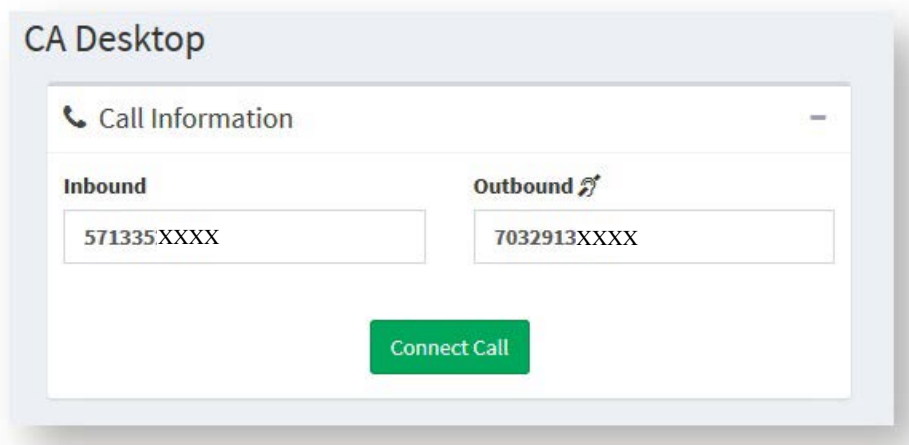 CA Desktop
Call Information
Inbound Outbound
571335XXXX 7032913XXXX
Connect Call